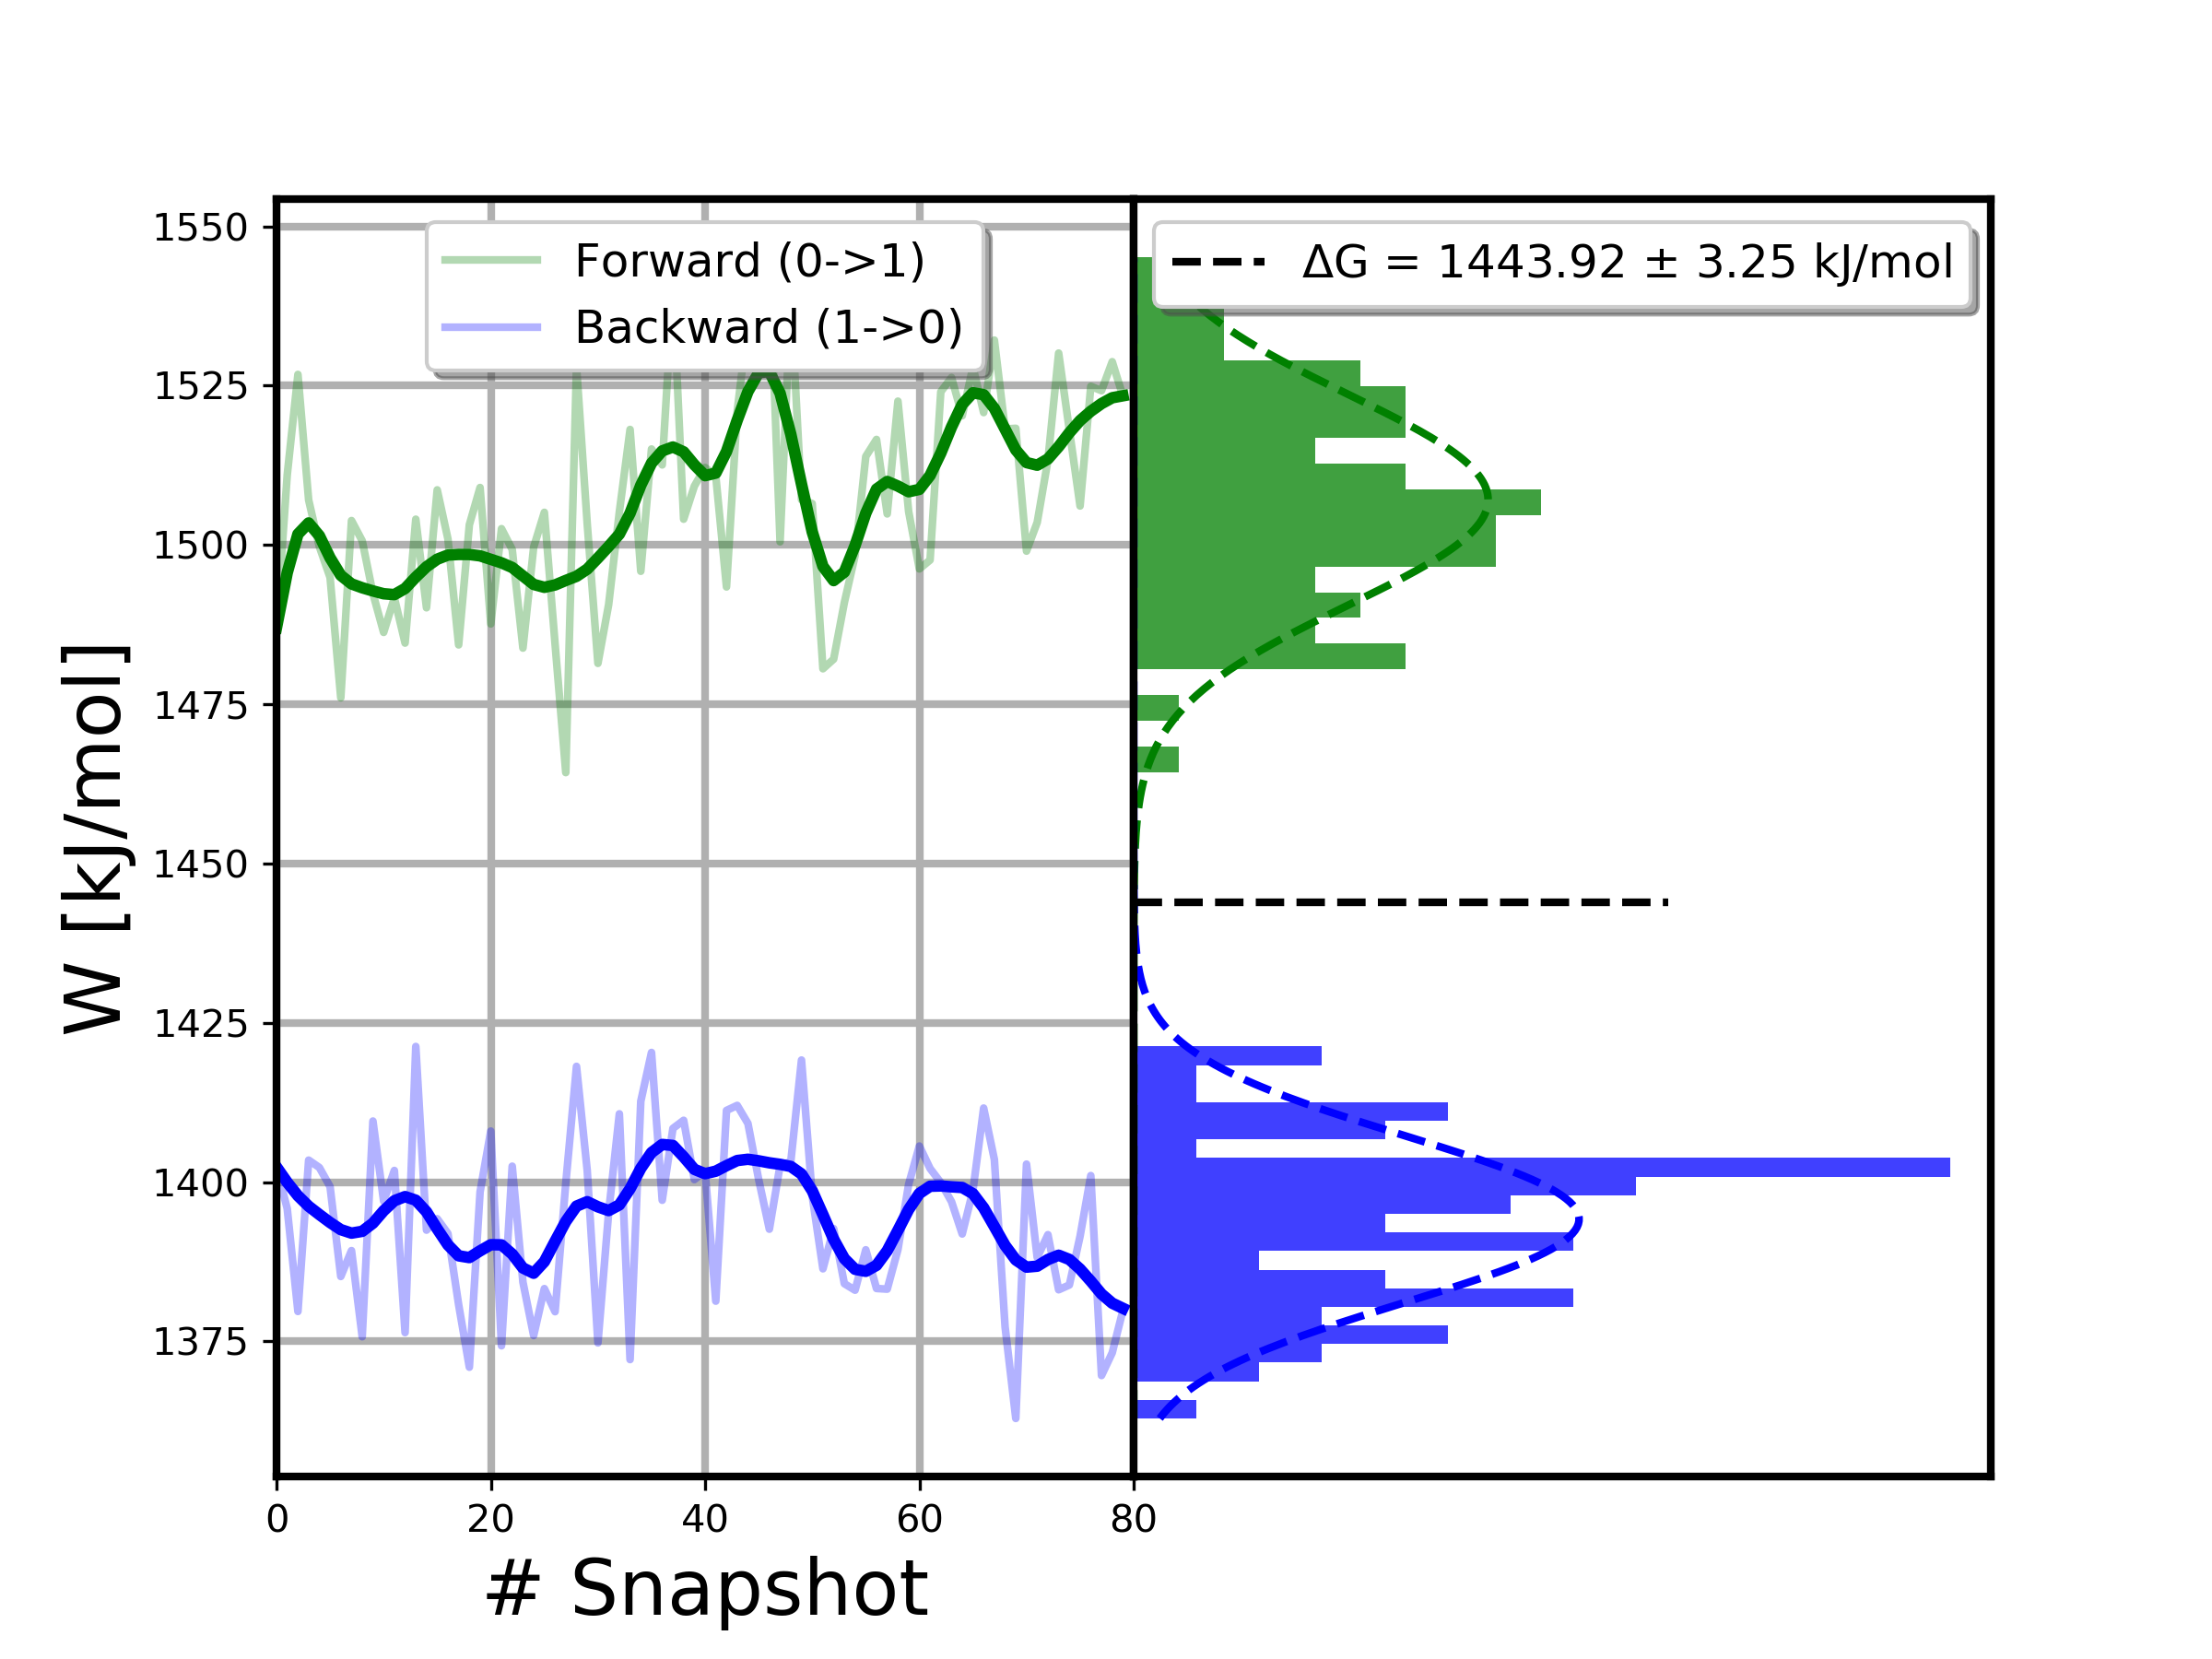 Forward (0->1)
Backward (1->0)
ΔG = 1443.92 ± 3.25 kJ/mol
W [kJ/mol]
1550
1525
1500
1475
1450
1425
1400
1375
0 20 40 60 80
# Snapshot